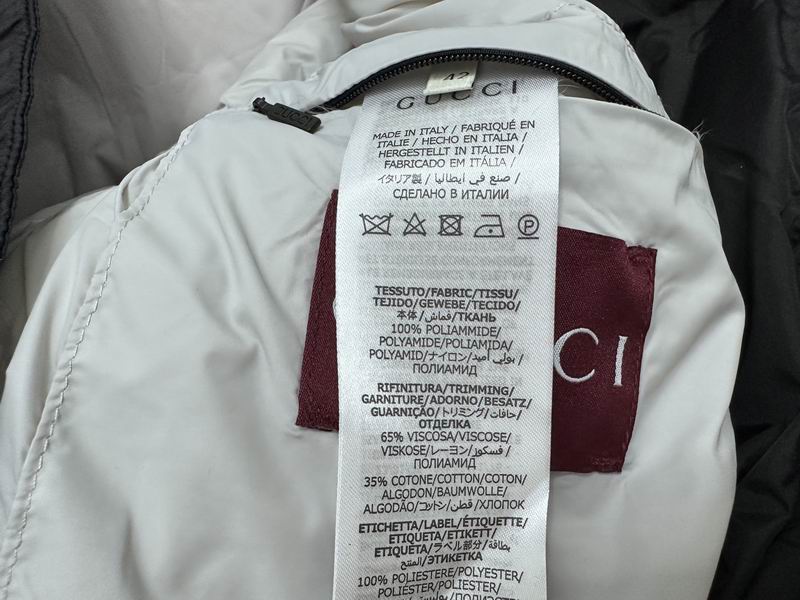 42
GUCCI
GUCCI
MADE IN ITALY / FABRIQUÉ EN
ITALIE / HECHO EN ITALIA /
HERGESTELLT IN ITALIEN /
FABRICADO EM ITÁLIA /
イタリア製 / صنع في ايطاليا /
СДЕЛАНО В ИТАЛИИ
P
TESSUTO/FABRIC/TISSU/
TEJIDO/GEWEBE/TECIDO/
本体/قماش/ТКАНЬ
100% POLIAMMIDE/
POLYAMIDE/POLIAMIDA/
POLYAMID/ナイロン/بولي أميد/
ПОЛИАМИД
CI
RIFINITURA/TRIMMING/
GARNITURE/ADORNO/BESATZ/
GUARNIÇÃO/トリミング/حافات/
ОТДЕЛКА
65% VISCOSA/VISCOSE/
VISKOSE/レーヨン/فسكوز/
ПОЛИАМИД
35% COTONE/COTTON/COTON/
ALGODON/BAUMWOLLE/
ALGODÃO/コットン/قطن/ХЛОПОК
ETICHETTA/LABEL/ÉTIQUETTE/
ETIQUETA/ETIKETT/
ETIQUETA/ラベル部分/بطاقة
المنتج/ЭТИКЕТКА
100% POLIESTERE/POLYESTER/
POLIÉSTER/POLIESTER/